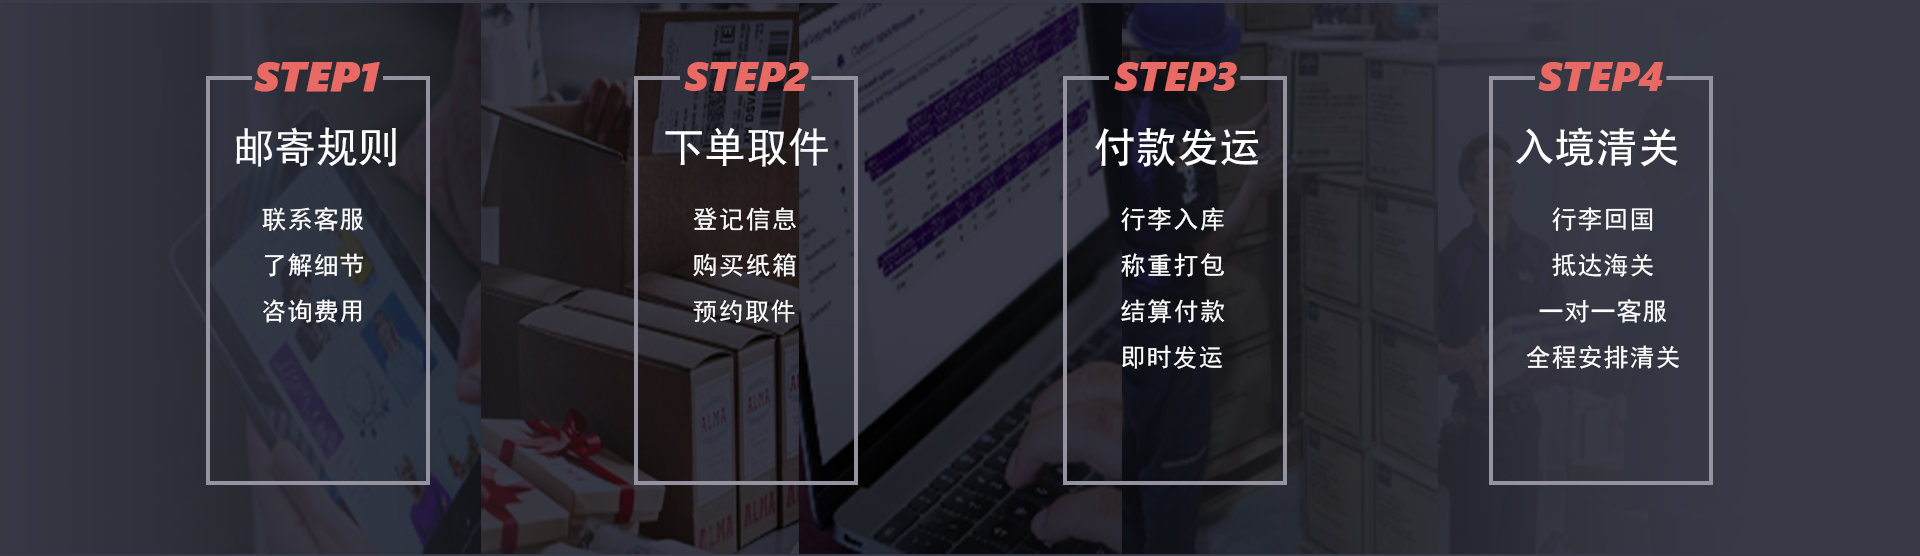 STEP1
邮寄规则
联系客服
了解细节
咨询费用
STEP2
下单取件
登记信息
购买纸箱
预约取件
STEP3
付款发运
行李入库
称重打包
结算付款
即时发运
STEP4
入境清关
行李回国
抵达海关
一对一客服
全程安排清关
ALMA
ALMA
ALMA
ALMA